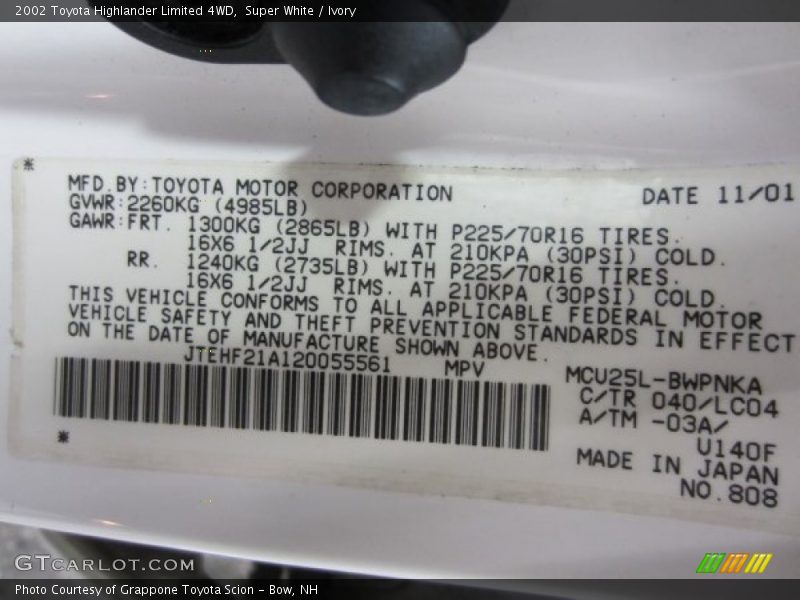 2002 Toyota Highlander Limited 4WD, Super White / Ivory
MFD.BY:TOYOTA MOTOR CORPORATION DATE 11/01
GVWR:2260KG (4985LB)
GAWR:FRT. 1300KG (2865LB) WITH P225/70R16 TIRES.
16X6 1/2JJ RIMS. AT 210KPA (30PSI) COLD.
RR. 1240KG (2735LB) WITH P225/70R16 TIRES.
16X6 1/2JJ RIMS. AT 210KPA (30PSI) COLD.
THIS VEHICLE CONFORMS TO ALL APPLICABLE FEDERAL MOTOR
VEHICLE SAFETY AND THEFT PREVENTION STANDARDS IN EFFECT
ON THE DATE OF MANUFACTURE SHOWN ABOVE.
JTEHF21A120055561 MPV
MCU25L-BWPNKA
C/TR 040/LC04
A/TM -03A/
U140F
MADE IN JAPAN
NO.808
GTCARLOT.COM
Photo Courtesy of Grappone Toyota Scion - Bow, NH